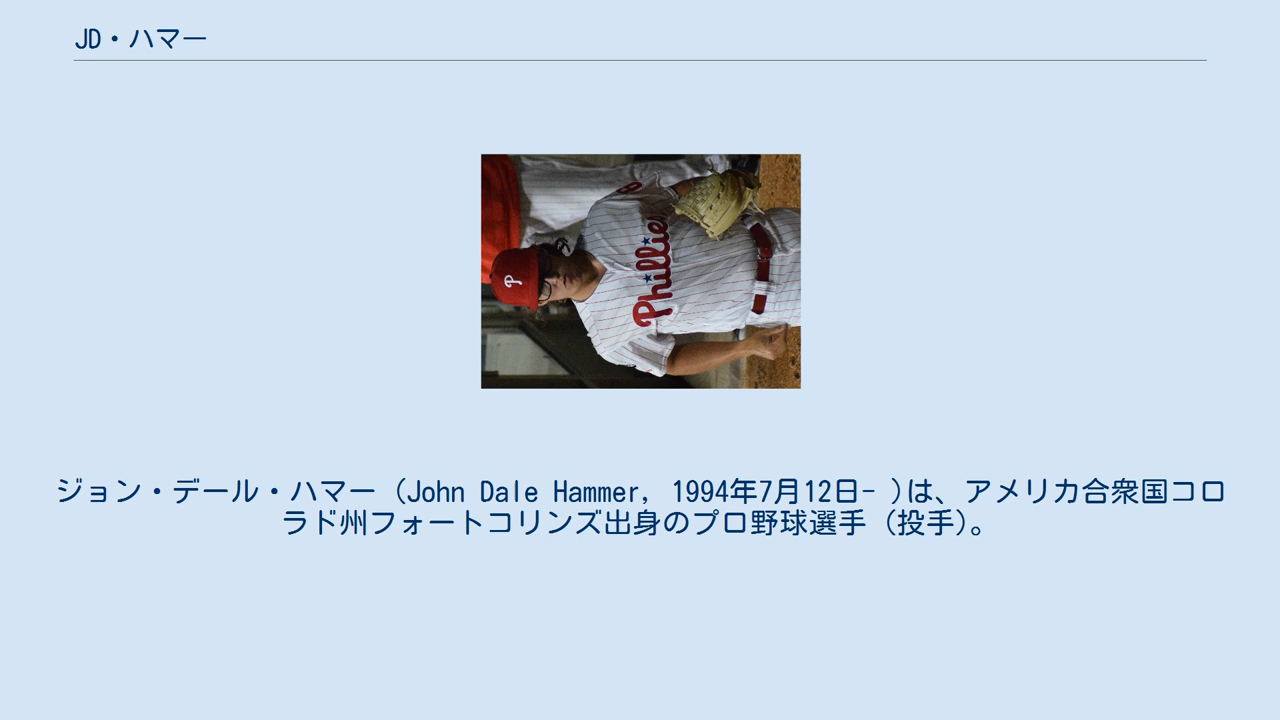 JD・ハマー
P
Phillies
ジョン・デール・ハマー (John Dale Hammer, 1994年7月12日- )は、アメリカ合衆国コロ
ラド州フォートコリンズ出身のプロ野球選手 (投手)。